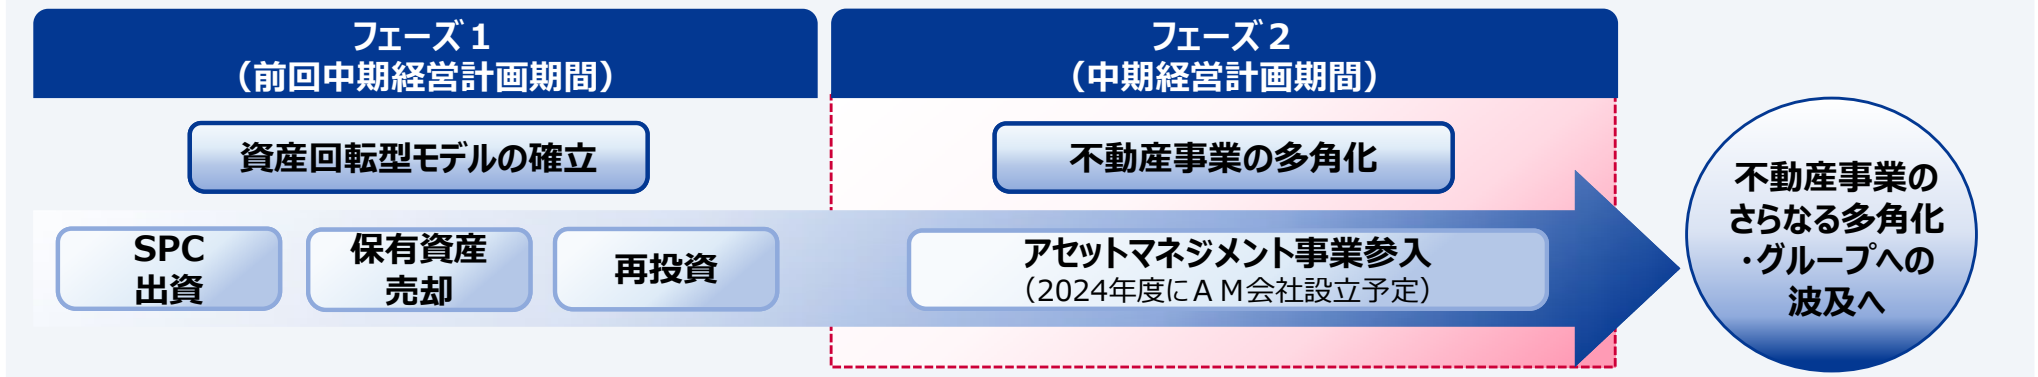 フェーズ１
（前回中期経営計画期間）
資産回転型モデルの確立
SPC
出資
保有資産
売却
再投資
フェーズ２
（中期経営計画期間）
不動産事業の多角化
アセットマネジメント事業参入
（2024年度にＡＭ会社設立予定）
不動産事業の
さらなる多角化
・グループへの
波及へ